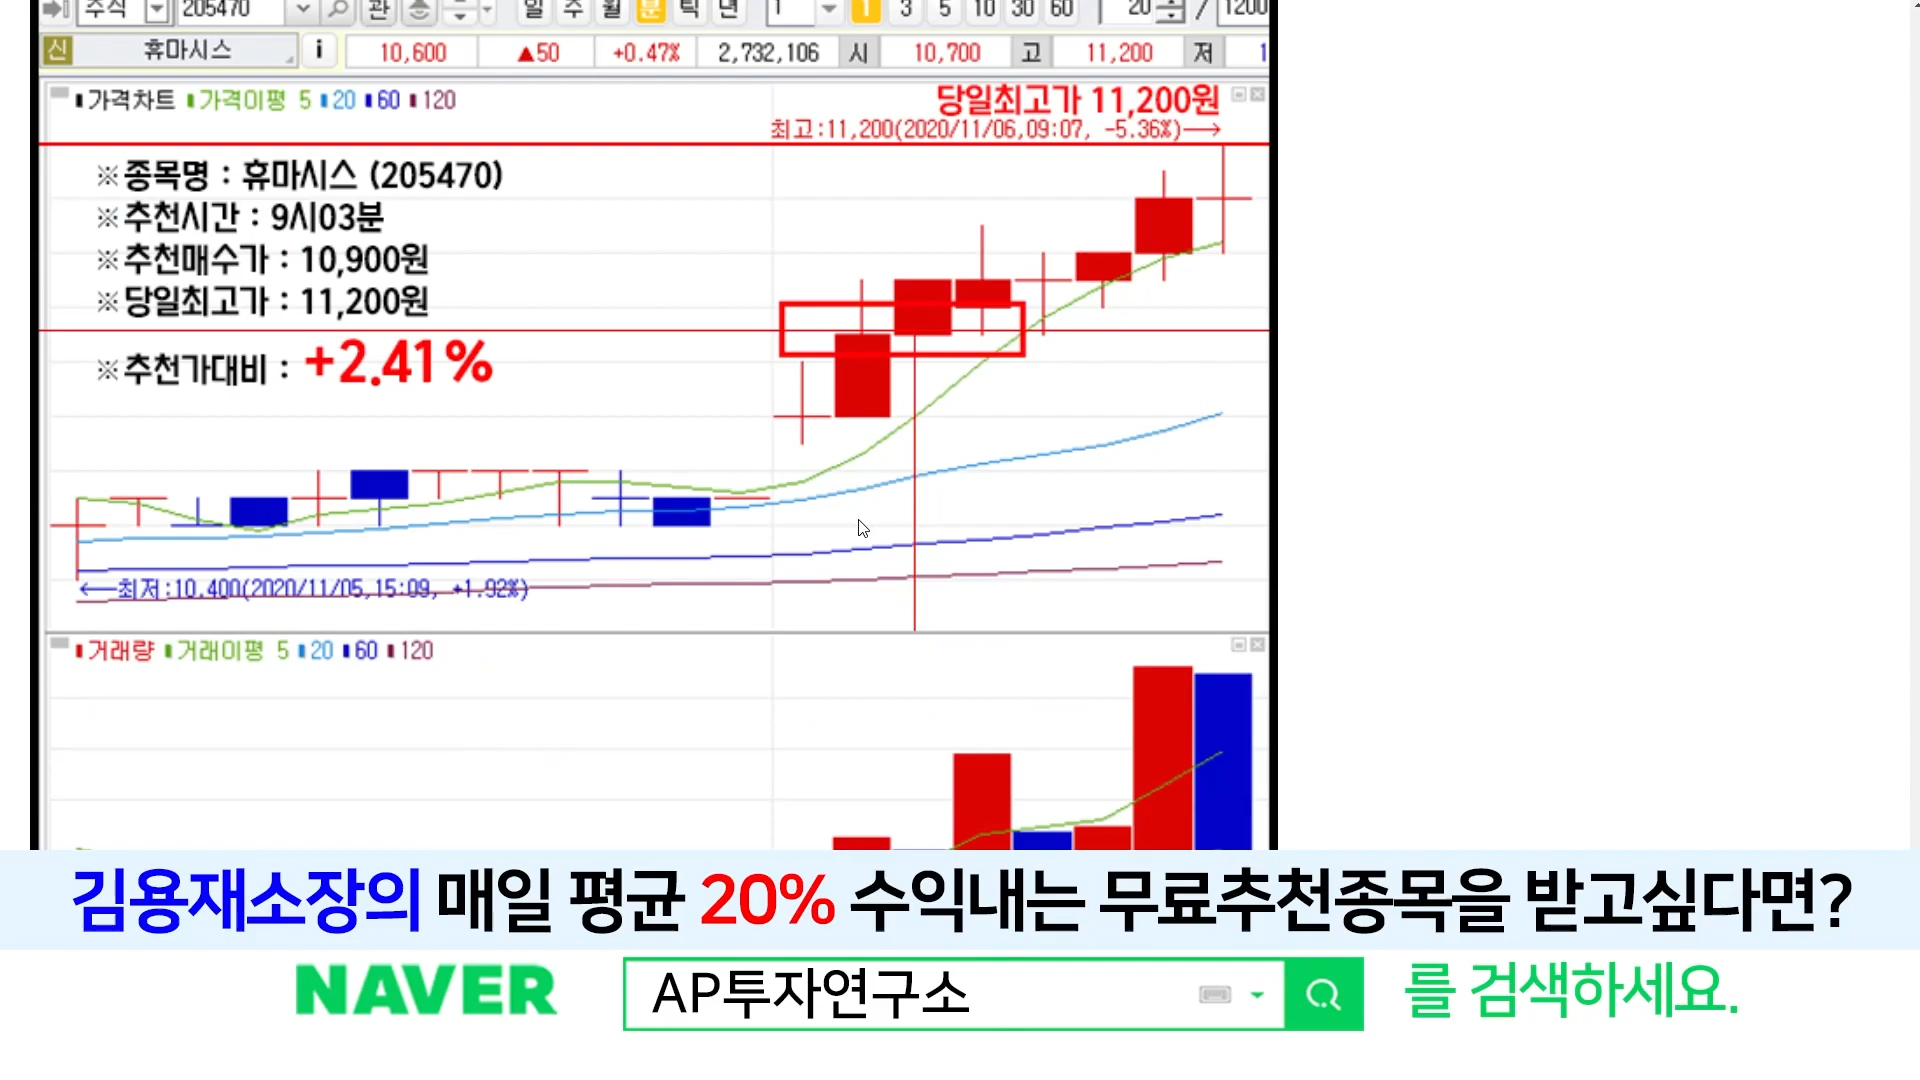 주식 205470 관 일 주 월 분 틱 년 1 1 3 5 10 30 60 20 / 1200
신 휴마시스 i 10,600 ▲50 +0.47% 2,732,106 시 10,700 고 11,200 저
가격차트 가격이평 5 20 60 120
당일최고가 11,200원
최고:11,200(2020/11/06,09:07, -5.36%)→
※종목명 : 휴마시스 (205470)
※추천시간 : 9시03분
※추천매수가 : 10,900원
※당일최고가 : 11,200원
※추천가대비 : +2.41%
←최저:10,400(2020/11/05,15:09, +1.92%)
거래량 거래이평 5 20 60 120
김용재소장의 매일 평균 20% 수익내는 무료추천종목을 받고싶다면?
NAVER AP투자연구소 를 검색하세요.